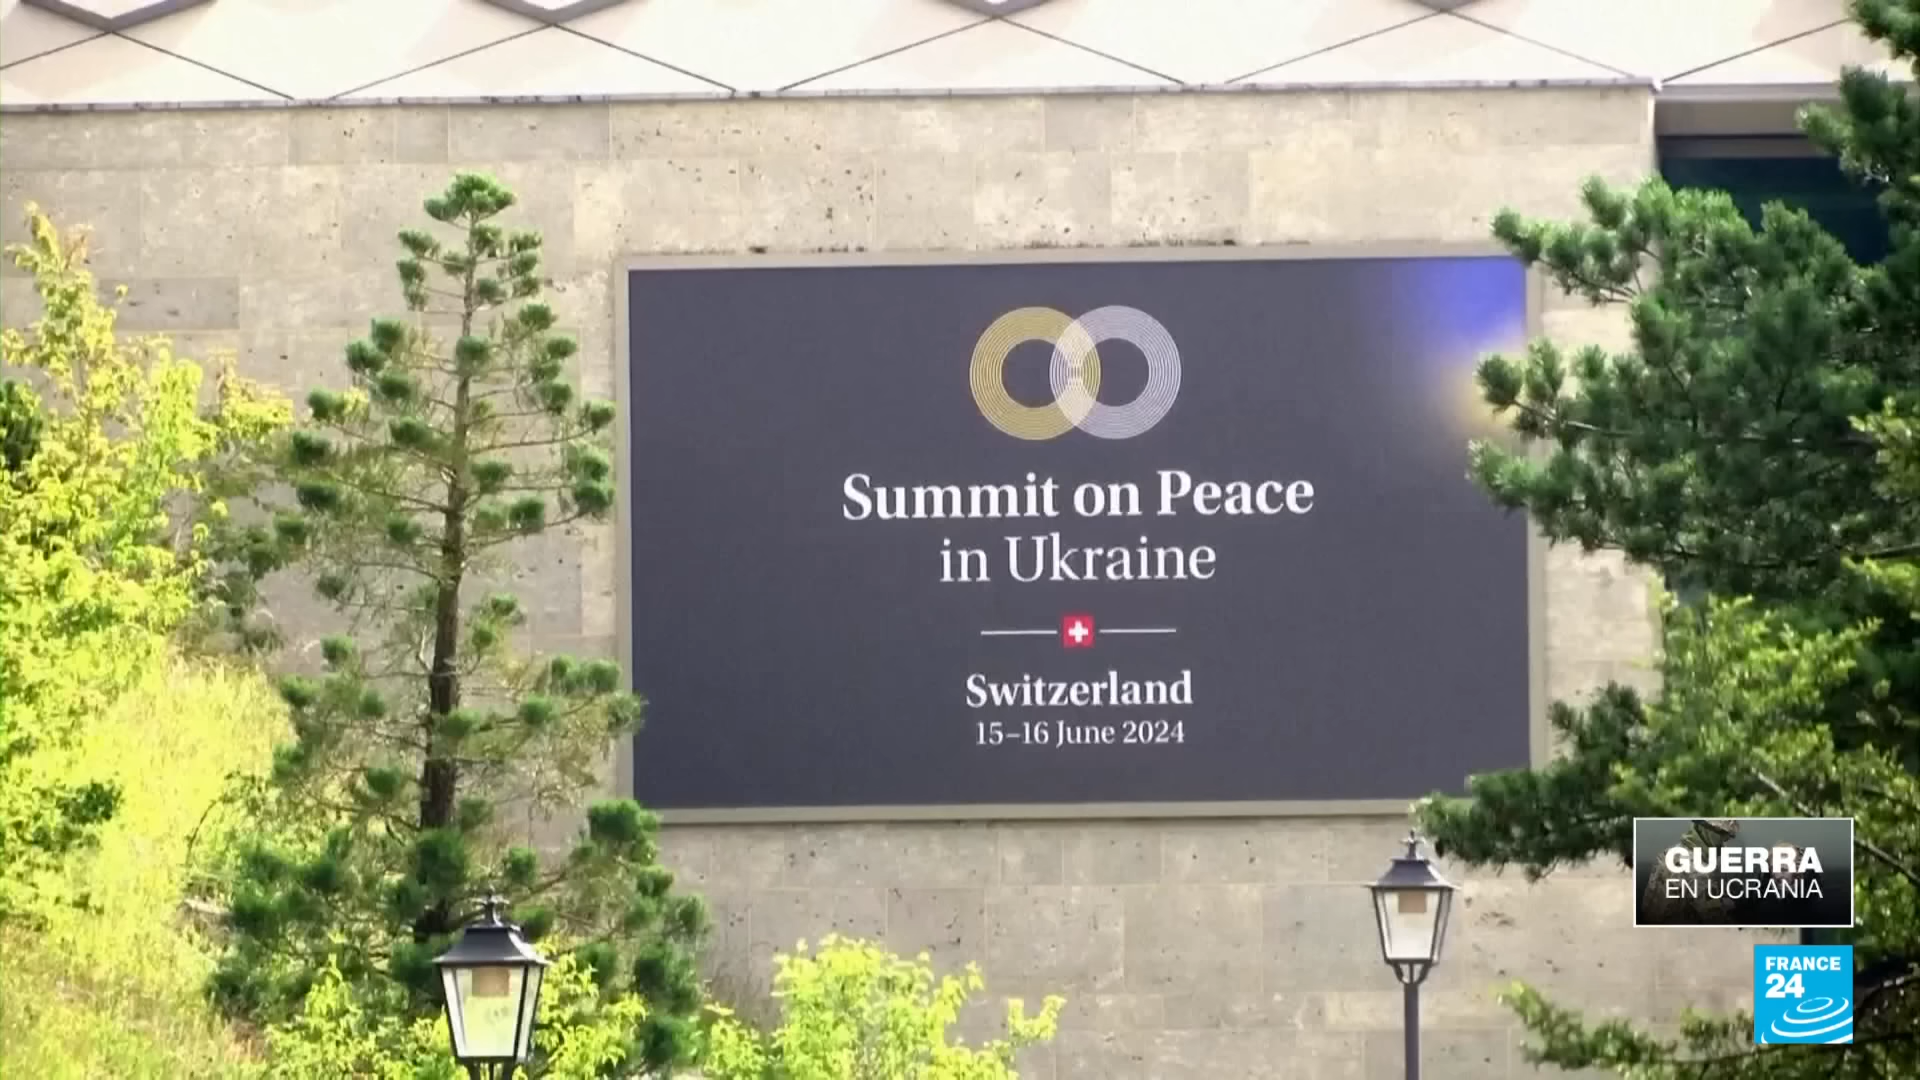 Summit on Peace
in Ukraine
Switzerland
15–16 June 2024
GUERRA
EN UCRANIA
FRANCE
24